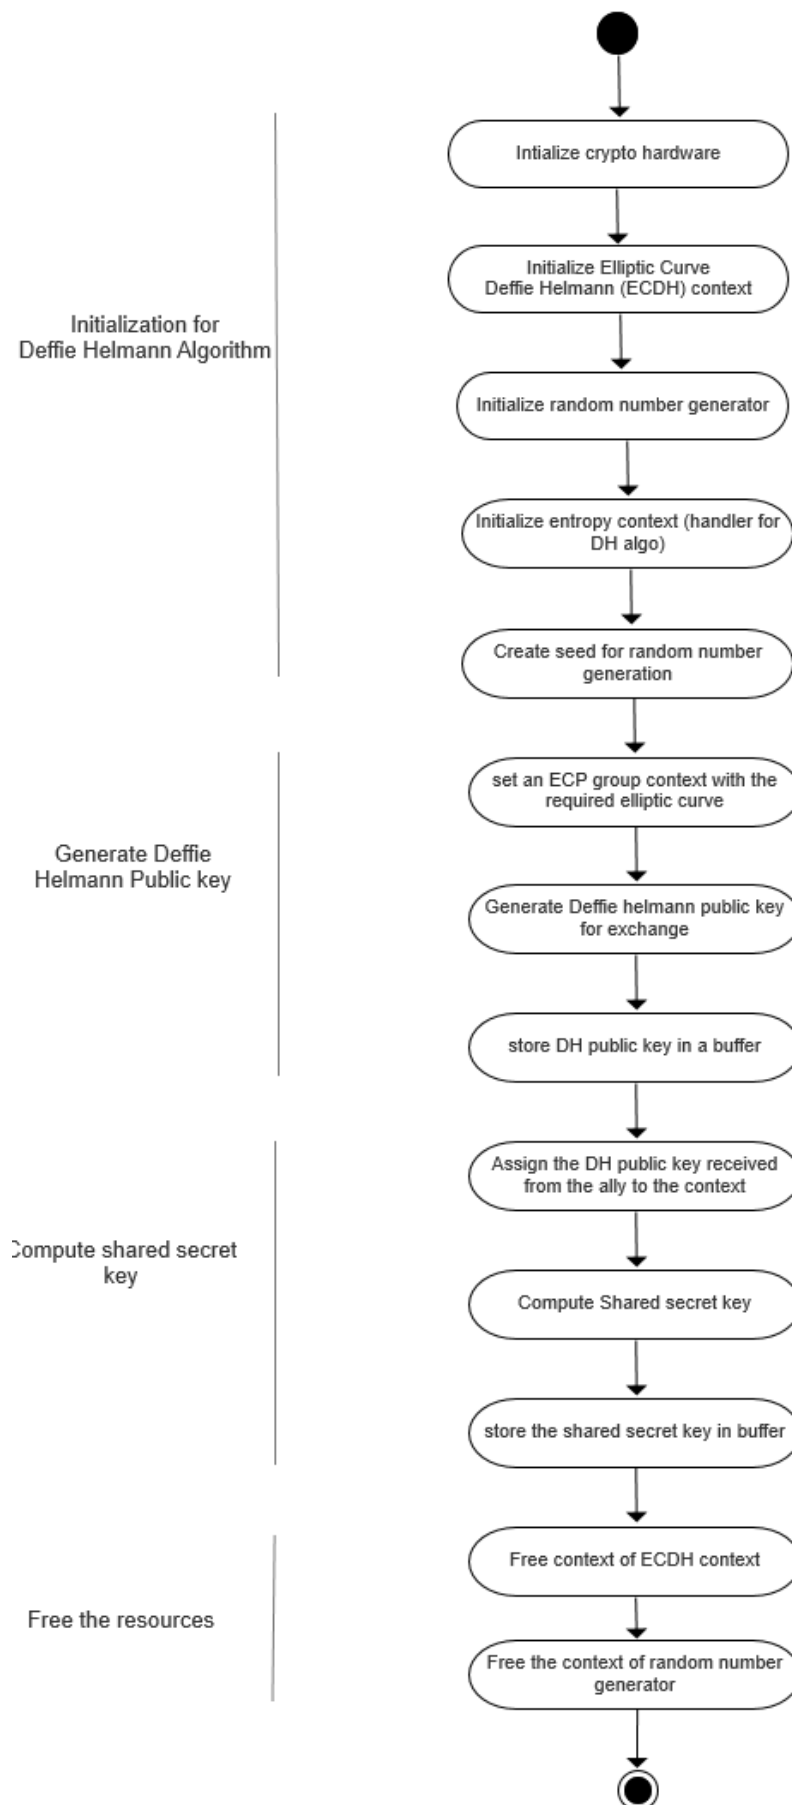 Intialize crypto hardware
Initialize Elliptic Curve
Deffie Helmann (ECDH) context
Initialization for
Deffie Helmann Algorithm
Initialize random number generator
Initialize entropy context (handler for
DH algo)
Create seed for random number
generation
set an ECP group context with the
required elliptic curve
Generate Deffie
Helmann Public key
Generate Deffie helmann public key
for exchange
store DH public key in a buffer
Assign the DH public key received
from the ally to the context
Compute shared secret
key
Compute Shared secret key
store the shared secret key in buffer
Free context of ECDH context
Free the resources
Free the context of random number
generator